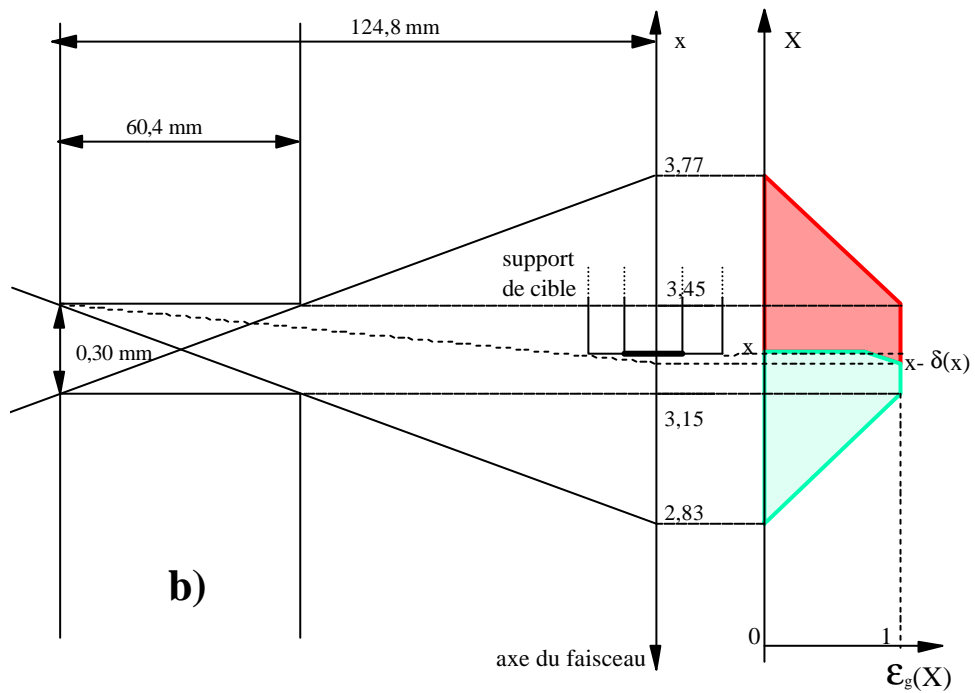 124,8 mm
x
X
60,4 mm
3,77
support
de cible
3,45
0,30 mm
x
x- δ(x)
3,15
2,83
b)
0
1
axe du faisceau
εg(X)